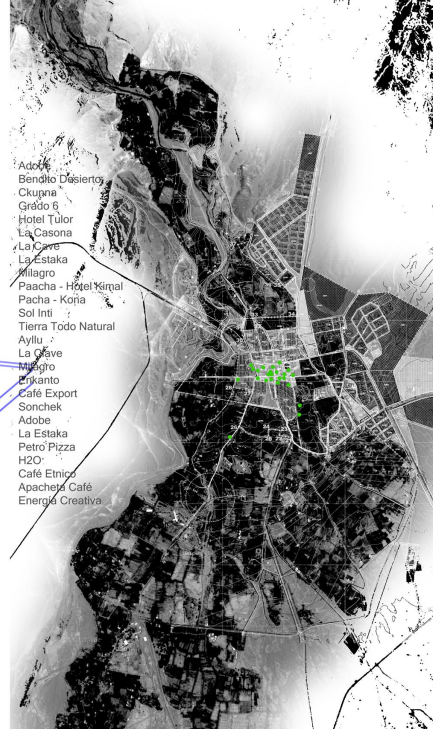 Adobe
Bendito Desierto
Ckunna
Grado 6
Hotel Tulor
La Casona
La Cave
La Estaka
Milagro
Paacha - Hotel Kimal
Pacha - Kona
Sol Inti
Tierra Todo Natural
Ayllu
La Clave
Milagro
Enkanto
Café Export
Sonchek
Adobe
La Estaka
Petro Pizza
H2O
Café Etnico
Apacheta Café
Energía Creativa